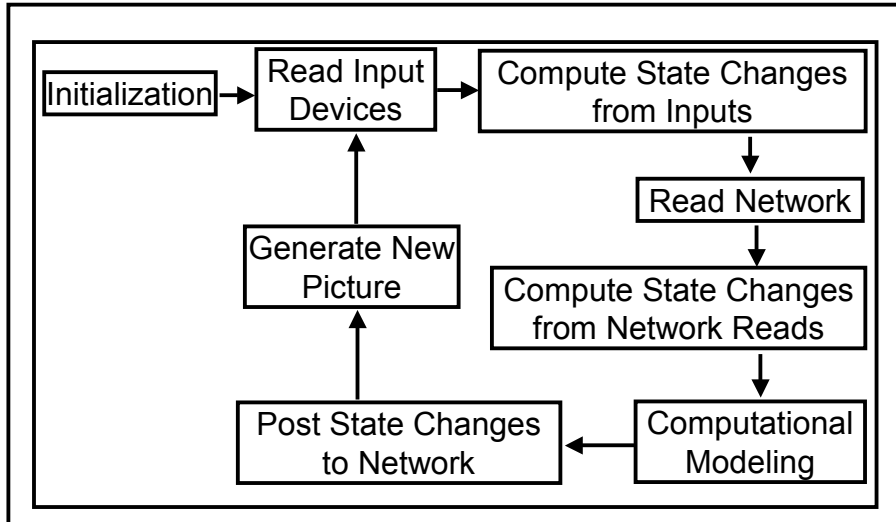 Initialization
Read Input
Devices
Compute State Changes
from Inputs
Read Network
Compute State Changes
from Network Reads
Computational
Modeling
Post State Changes
to Network
Generate New
Picture